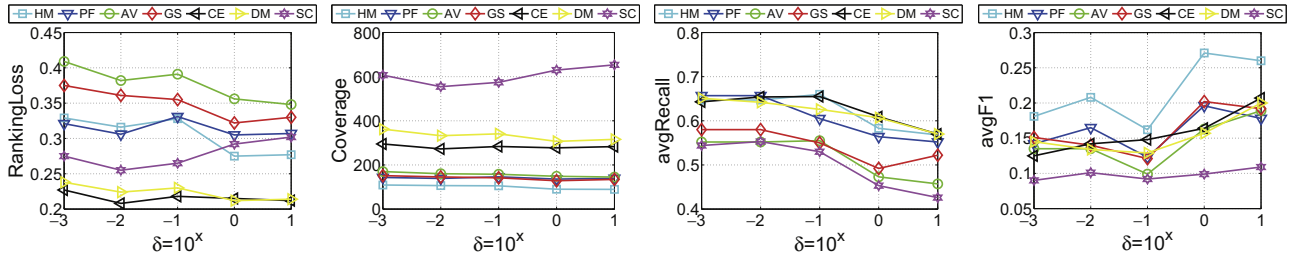 HM PF AV GS CE DM SC
RankingLoss
0.45
0.4
0.35
0.3
0.25
0.2
−3 −2 −1 0 1
δ=10^x
HM PF AV GS CE DM SC
Coverage
800
600
400
200
0
−3 −2 −1 0 1
δ=10^x
HM PF AV GS CE DM SC
avgRecall
0.8
0.7
0.6
0.5
0.4
−3 −2 −1 0 1
δ=10^x
HM PF AV GS CE DM SC
avgF1
0.3
0.25
0.2
0.15
0.1
0.05
−3 −2 −1 0 1
δ=10^x